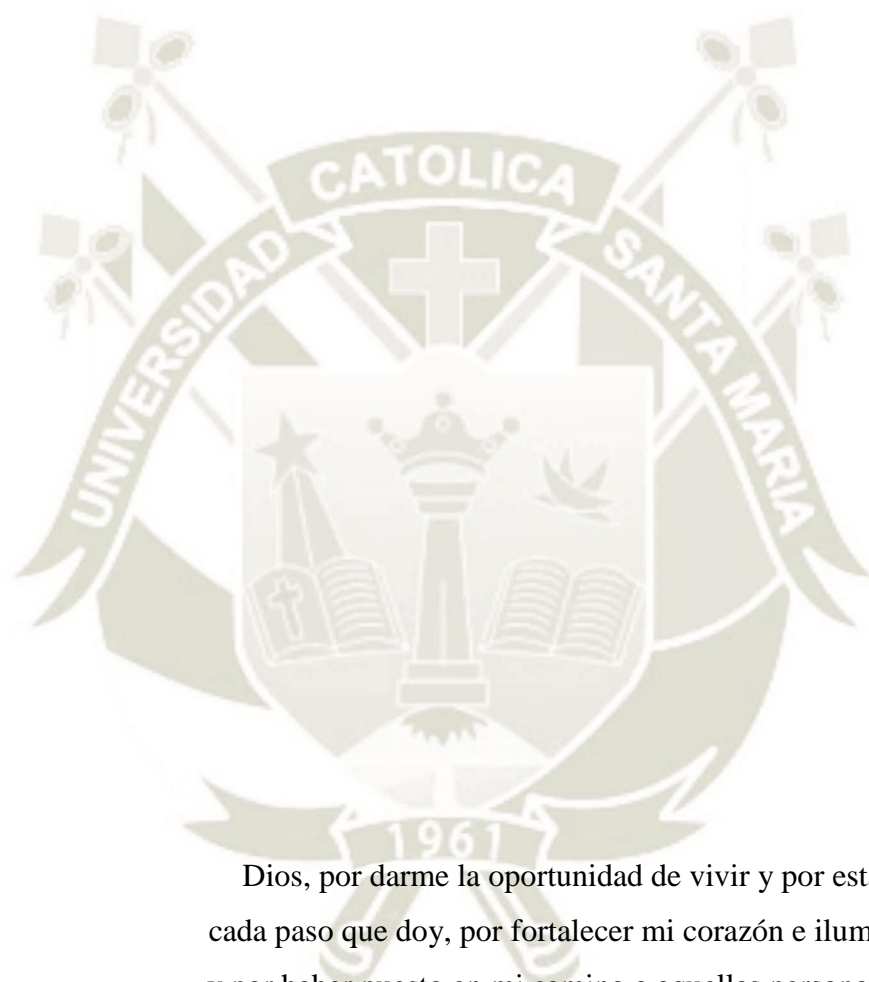 CATOLICA
UNIVERSIDAD
SANTA MARIA
1961
Dios, por darme la oportunidad de vivir y por est
cada paso que doy, por fortalecer mi corazón e ilum